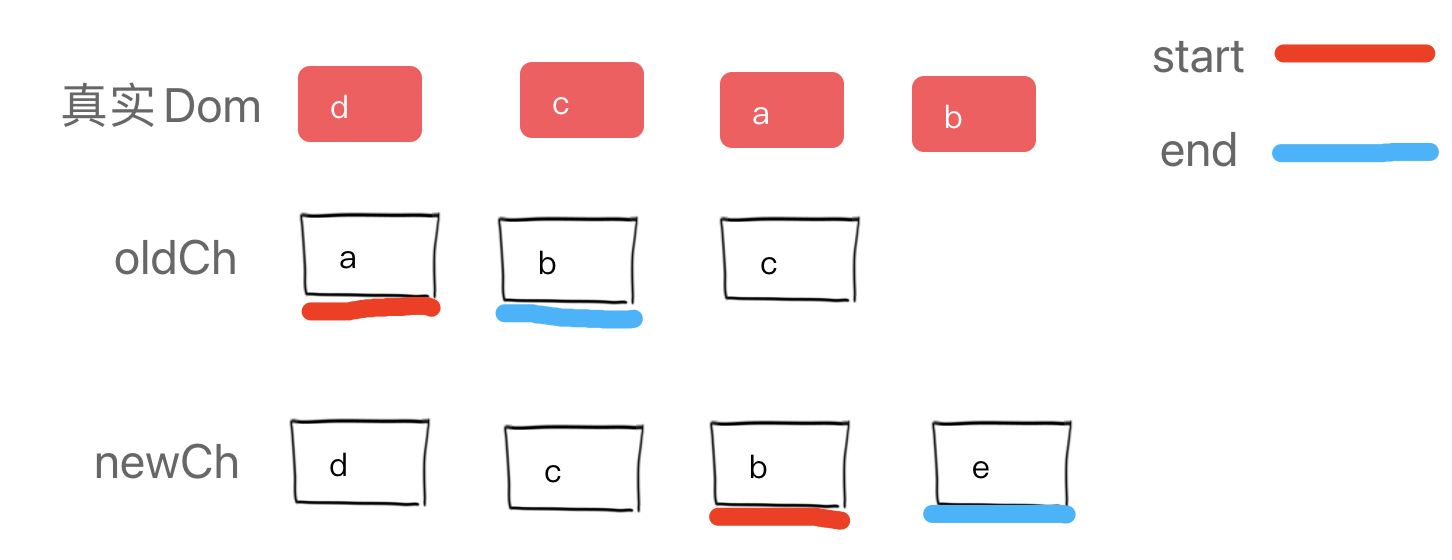 真实Dom d c a b
start
end
oldCh a b c
newCh d c b e